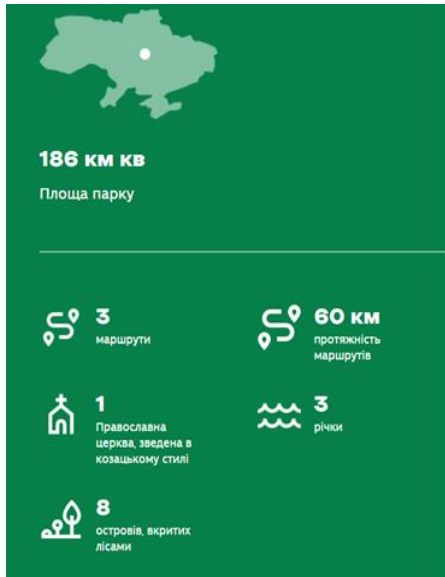 186 км кв
Площа парку
3
маршрути
60 км
протяжність
маршрутів
1
Православна
церква, зведена в
козацькому стилі
3
річки
8
островів, вкритих
лісами